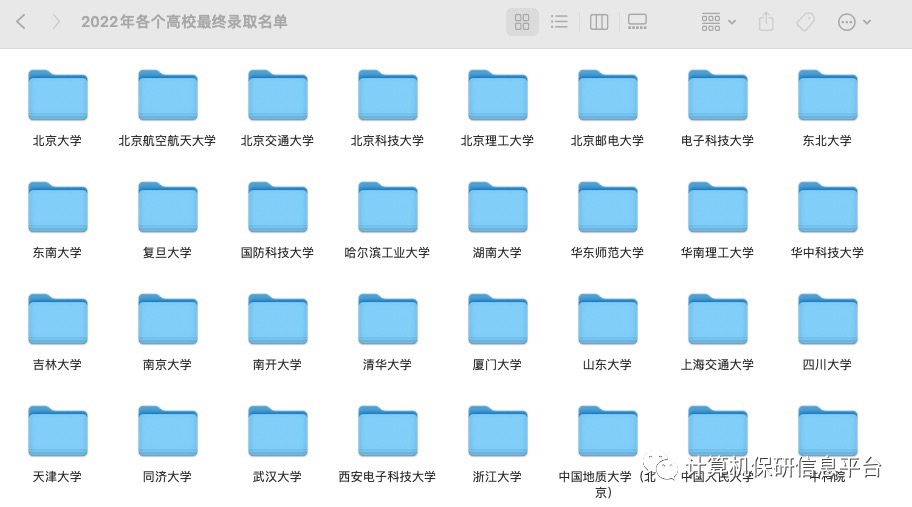 2022年各个高校最终录取名单
北京大学 北京航空航天大学 北京交通大学 北京科技大学 北京理工大学 北京邮电大学 电子科技大学 东北大学
东南大学 复旦大学 国防科技大学 哈尔滨工业大学 湖南大学 华东师范大学 华南理工大学 华中科技大学
吉林大学 南京大学 南开大学 清华大学 厦门大学 山东大学 上海交通大学 四川大学
天津大学 同济大学 武汉大学 西安电子科技大学 浙江大学 中国地质大学（北 中国人民大学 中科院
京）
计算机保研信息平台